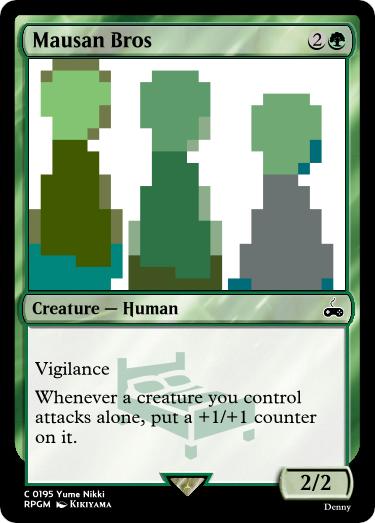 Mausan Bros 2
Creature — Human
Vigilance
Whenever a creature you control
attacks alone, put a +1/+1 counter
on it.
2/2
C 0195 Yume Nikki
RPGM KIKIYAMA
Denny